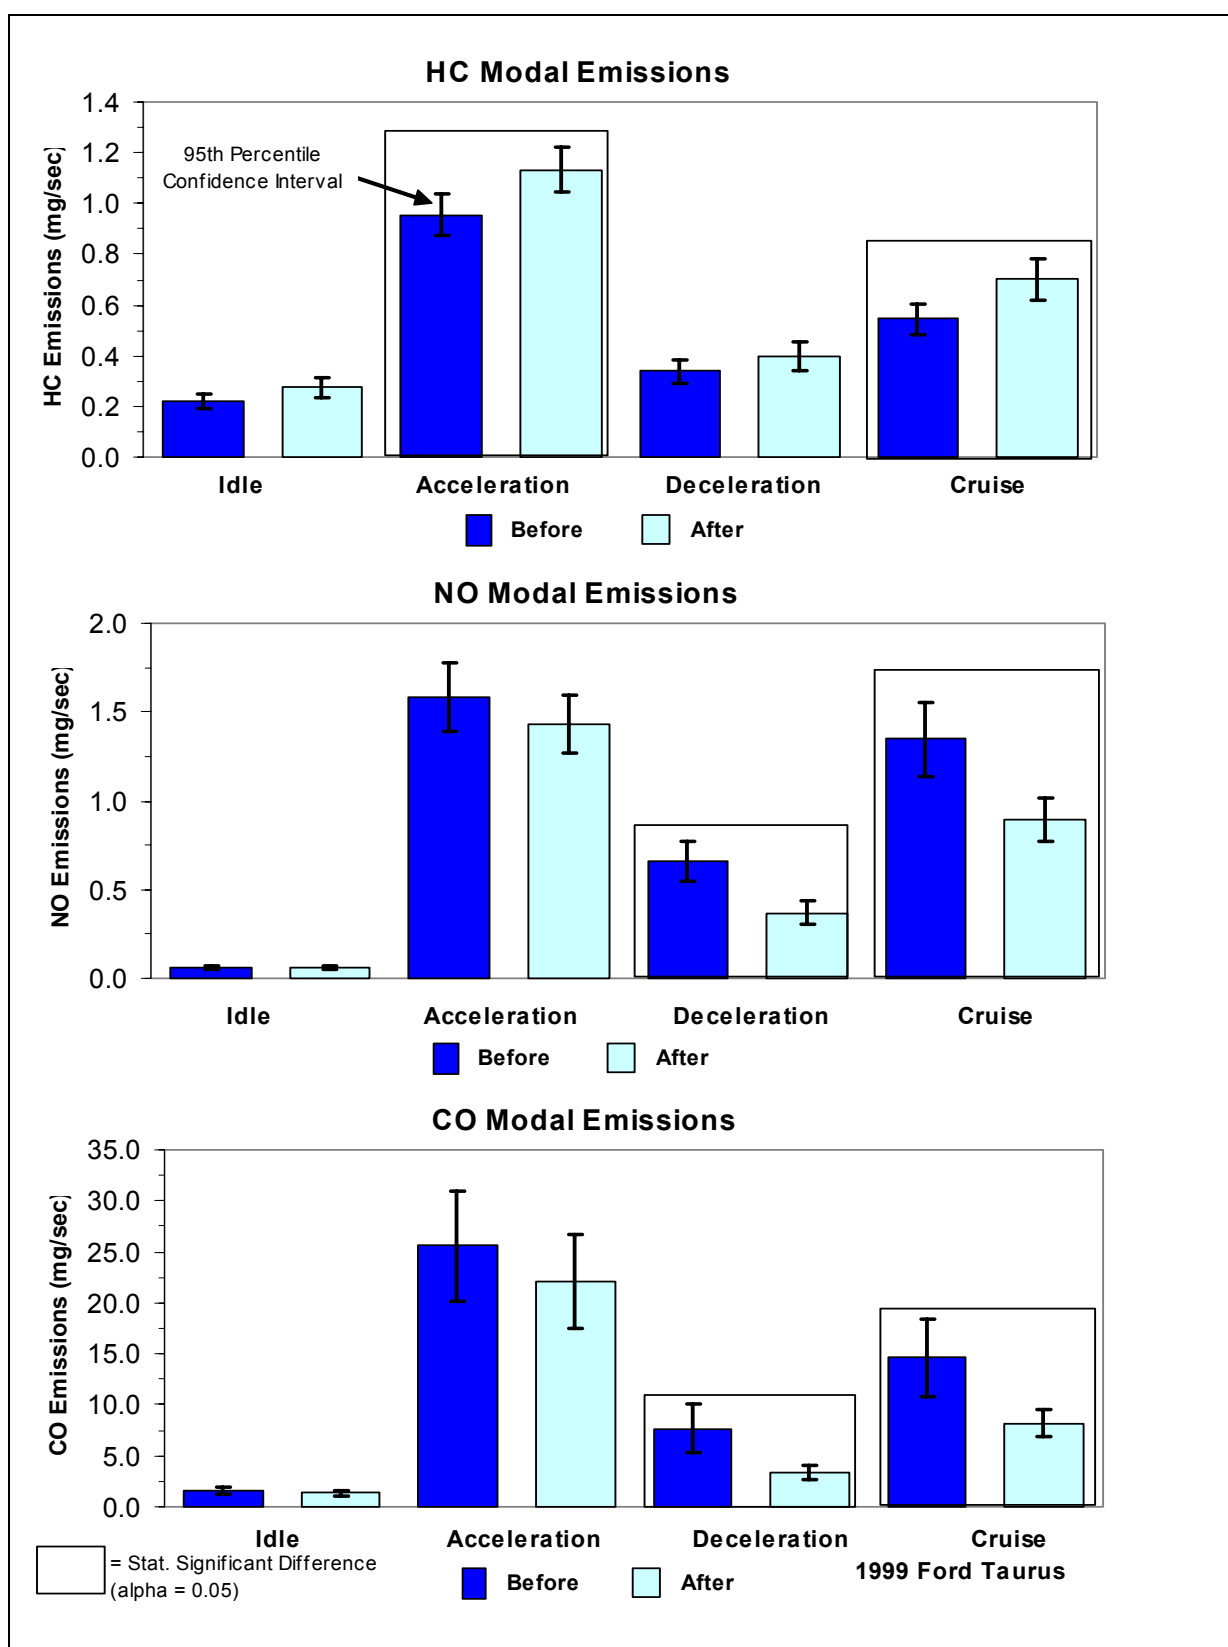 HC Modal Emissions
HC Emissions (mg/sec)
1.4
1.2
1.0
0.8
0.6
0.4
0.2
0.0
95th Percentile
Confidence Interval
Idle Acceleration Deceleration Cruise
Before After
NO Modal Emissions
NO Emissions (mg/sec)
2.0
1.5
1.0
0.5
0.0
Idle Acceleration Deceleration Cruise
Before After
CO Modal Emissions
CO Emissions (mg/sec)
35.0
30.0
25.0
20.0
15.0
10.0
5.0
0.0
Idle Acceleration Deceleration Cruise
= Stat. Significant Difference
(alpha = 0.05)
Before After
1999 Ford Taurus